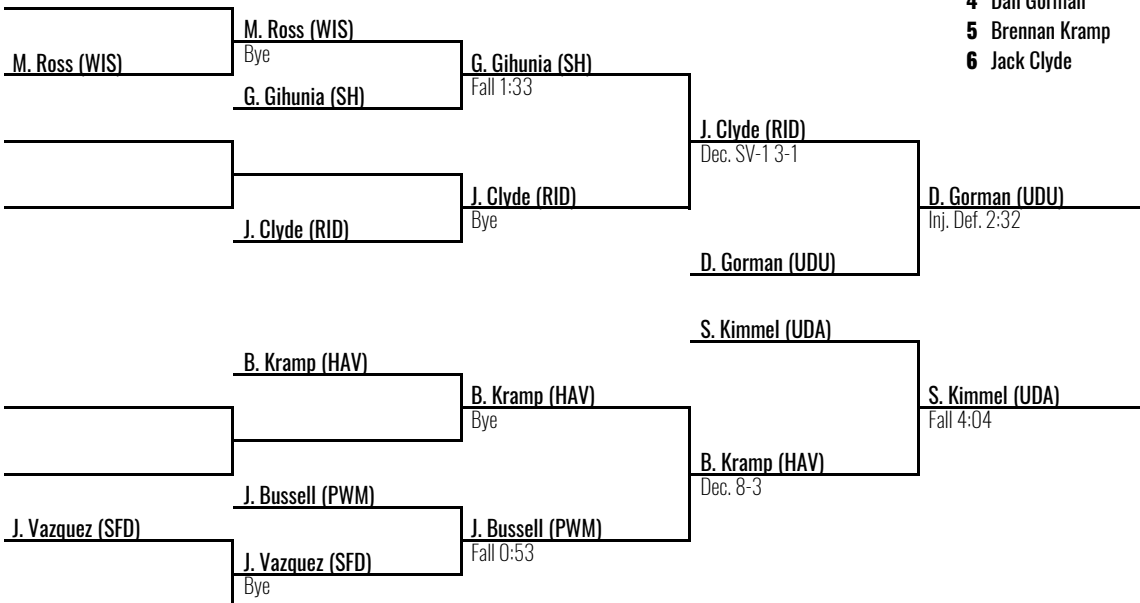 4 Dan Gorman
M. Ross (WIS)
5 Brennan Kramp
Bye
M. Ross (WIS)
G. Gihunia (SH)
6 Jack Clyde
Fall 1:33
G. Gihunia (SH)
J. Clyde (RID)
Dec. SV-1 3-1
J. Clyde (RID)
D. Gorman (UDU)
Bye
Inj. Def. 2:32
J. Clyde (RID)
D. Gorman (UDU)
S. Kimmel (UDA)
B. Kramp (HAV)
B. Kramp (HAV)
S. Kimmel (UDA)
Bye
Fall 4:04
B. Kramp (HAV)
Dec. 8-3
J. Bussell (PWM)
J. Vazquez (SFD)
J. Bussell (PWM)
Fall 0:53
J. Vazquez (SFD)
Bye